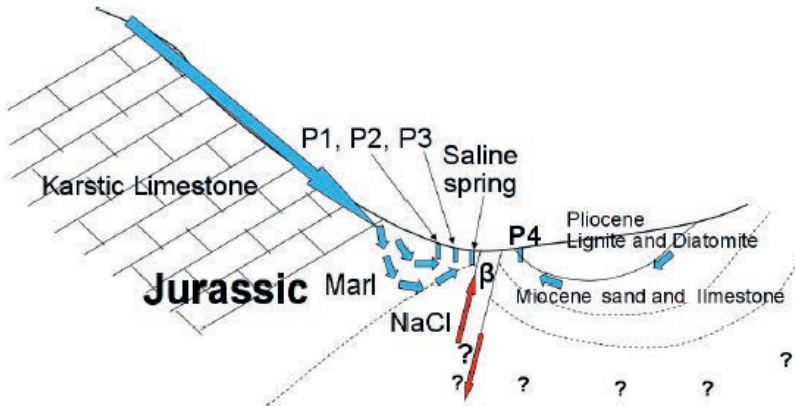 P1, P2, P3
Saline
spring
Karstic Limestone
P4
Pliocene
Lignite and Diatomite
β
Jurassic
Marl
Miocene sand and limestone
NaCl
?
?
?
?
?
?